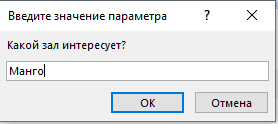 Введите значение параметра ? ×
Какой зал интересует?
Манго
ОК Отмена